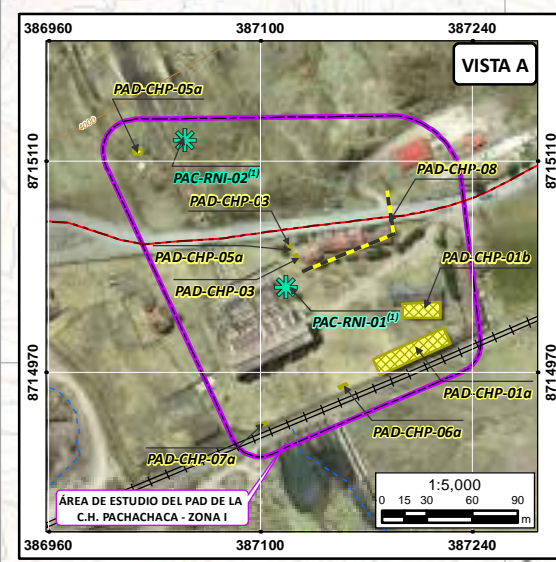 386960 387100 387240
VISTA A
PAD-CHP-05a
4000
8715110
8715110
PAC-RNI-02(1)
PAD-CHP-08
PAD-CHP-03
PAD-CHP-05a
PAD-CHP-01b
PAD-CHP-03
PAC-RNI-01(1)
8714970
8714970
PAD-CHP-01a
PAD-CHP-06a
PAD-CHP-07a
1:5,000
0 15 30 60 90
m
ÁREA DE ESTUDIO DEL PAD DE LA
C.H. PACHACHACA - ZONA I
386960 387100 387240